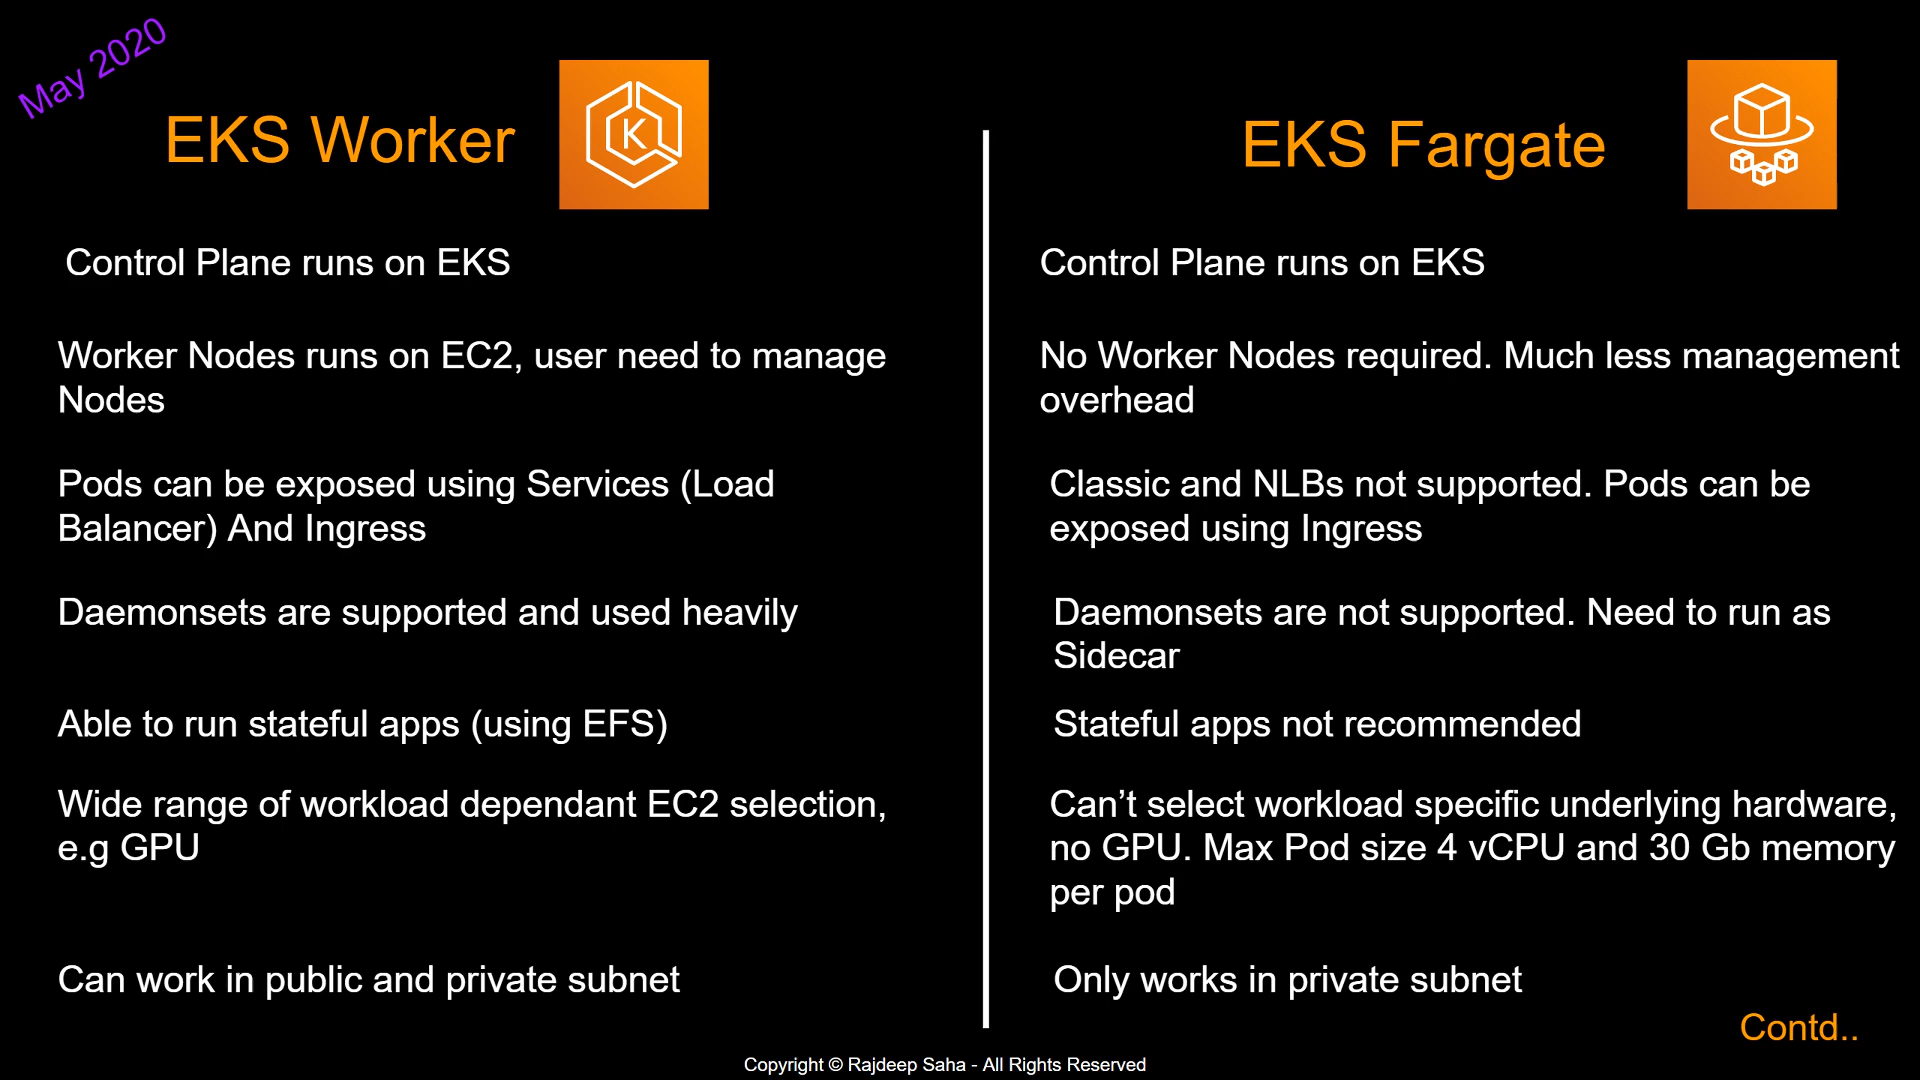 May 2020
EKS Worker
K
Control Plane runs on EKS
Worker Nodes runs on EC2, user need to manage
Nodes
Pods can be exposed using Services (Load
Balancer) And Ingress
Daemonsets are supported and used heavily
Able to run stateful apps (using EFS)
Wide range of workload dependant EC2 selection,
e.g GPU
Can work in public and private subnet
EKS Fargate
Control Plane runs on EKS
No Worker Nodes required. Much less management
overhead
Classic and NLBs not supported. Pods can be
exposed using Ingress
Daemonsets are not supported. Need to run as
Sidecar
Stateful apps not recommended
Can’t select workload specific underlying hardware,
no GPU. Max Pod size 4 vCPU and 30 Gb memory
per pod
Only works in private subnet
Contd..
Copyright © Rajdeep Saha - All Rights Reserved